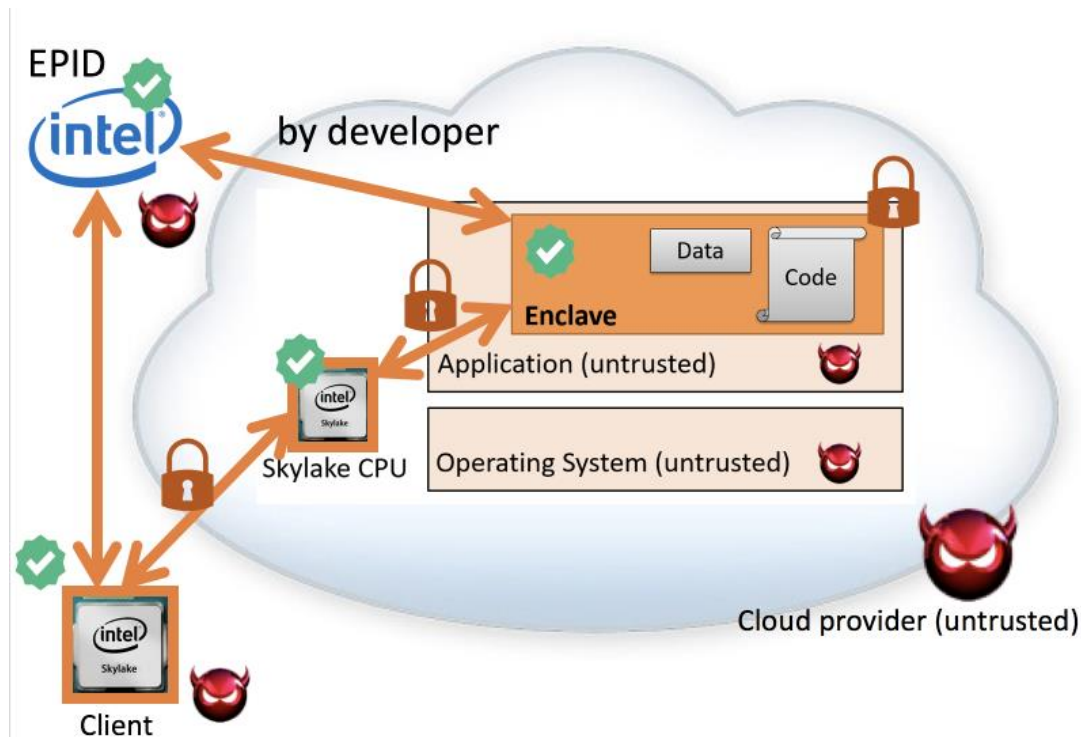 EPID
intel
by developer
Data
Code
Enclave
Application (untrusted)
intel
Skylake
Skylake CPU
Operating System (untrusted)
Cloud provider (untrusted)
intel
Skylake
Client